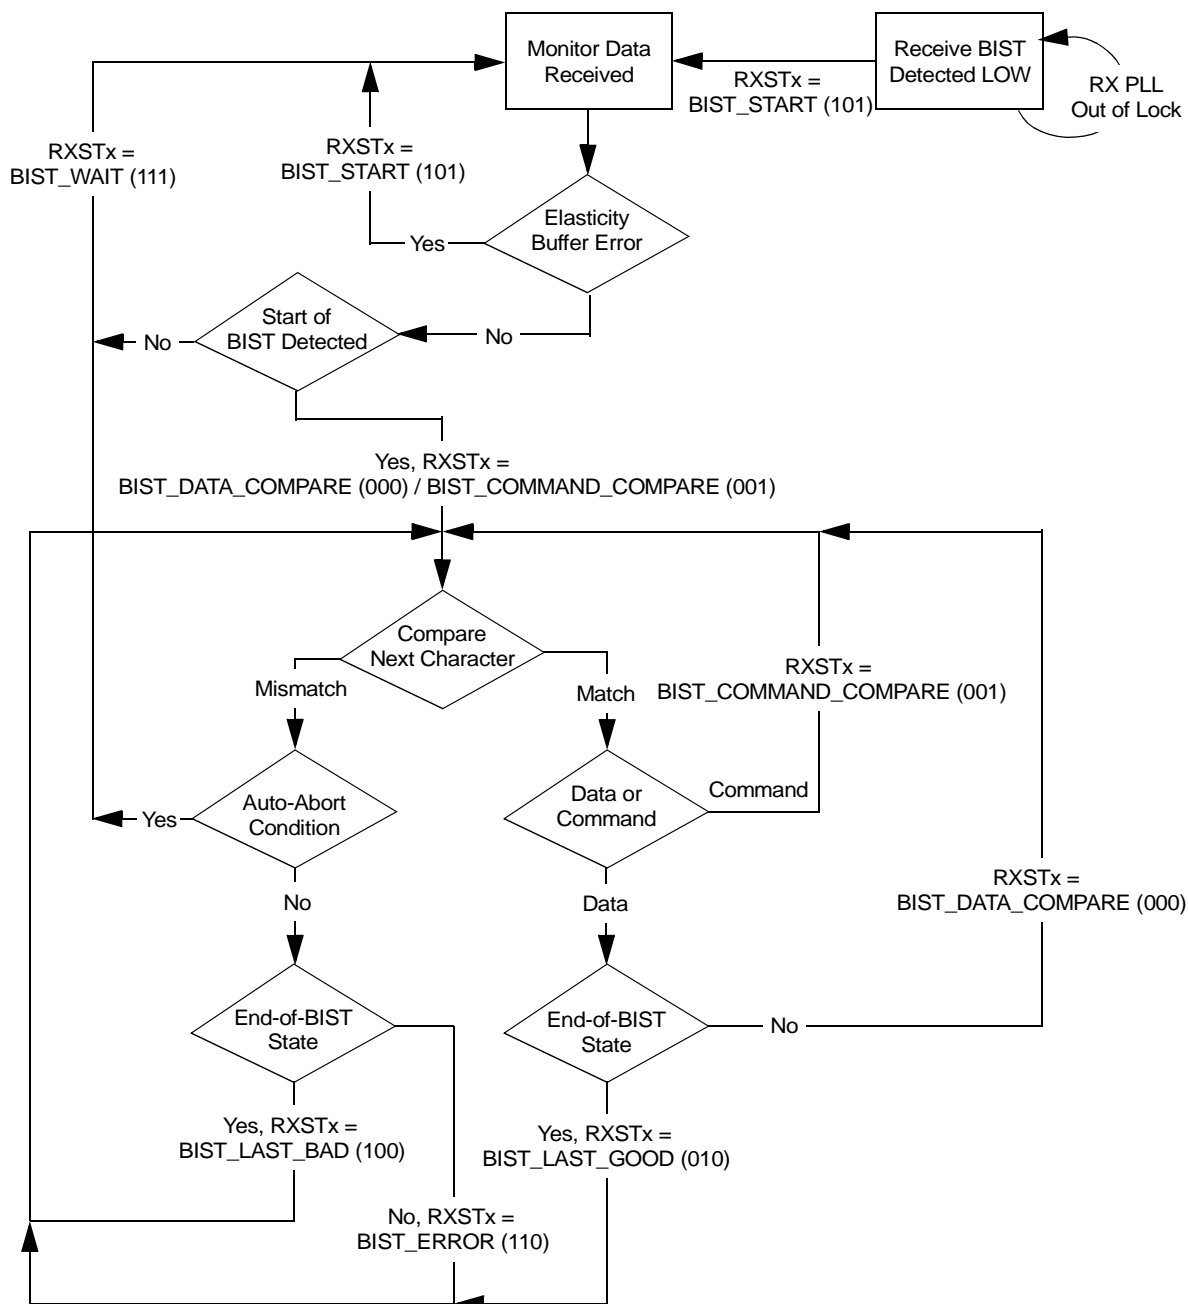 Monitor Data
Received
Receive BIST
Detected LOW
RXSTx =
BIST_START (101)
RX PLL
Out of Lock
RXSTx =
BIST_WAIT (111)
RXSTx =
BIST_START (101)
Elasticity
Buffer Error
Yes
Start of
BIST Detected
No
No
Yes, RXSTx =
BIST_DATA_COMPARE (000) / BIST_COMMAND_COMPARE (001)
Compare
Next Character
Mismatch
Match
RXSTx =
BIST_COMMAND_COMPARE (001)
Auto-Abort
Condition
Yes
Data or
Command
Command
No
Data
RXSTx =
BIST_DATA_COMPARE (000)
End-of-BIST
State
End-of-BIST
State
No
Yes, RXSTx =
BIST_LAST_BAD (100)
Yes, RXSTx =
BIST_LAST_GOOD (010)
No, RXSTx =
BIST_ERROR (110)